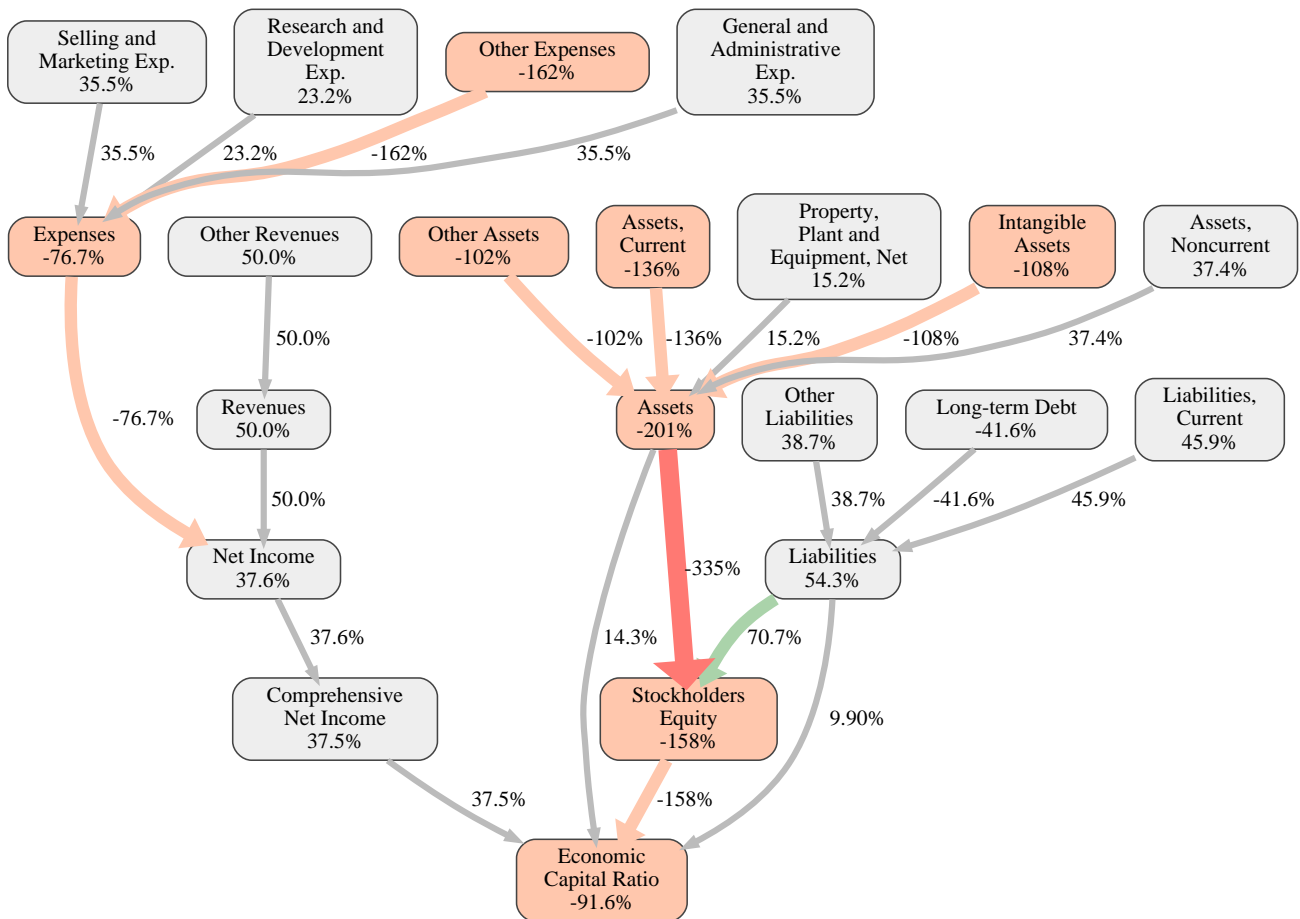 Selling and
Marketing Exp.
35.5%
Research and
Development
Exp.
23.2%
Other Expenses
-162%
General and
Administrative
Exp.
35.5%
35.5%
23.2%
-162%
35.5%
Expenses
-76.7%
Other Revenues
50.0%
Other Assets
-102%
Assets,
Current
-136%
Property,
Plant and
Equipment, Net
15.2%
Intangible
Assets
-108%
Assets,
Noncurrent
37.4%
50.0%
-102%
-136%
15.2%
-108%
37.4%
-76.7%
Revenues
50.0%
Assets
-201%
Other
Liabilities
38.7%
Long-term Debt
-41.6%
Liabilities,
Current
45.9%
50.0%
38.7%
-41.6%
45.9%
Net Income
37.6%
-335%
Liabilities
54.3%
37.6%
14.3%
70.7%
9.90%
Comprehensive
Net Income
37.5%
Stockholders
Equity
-158%
37.5%
-158%
Economic
Capital Ratio
-91.6%